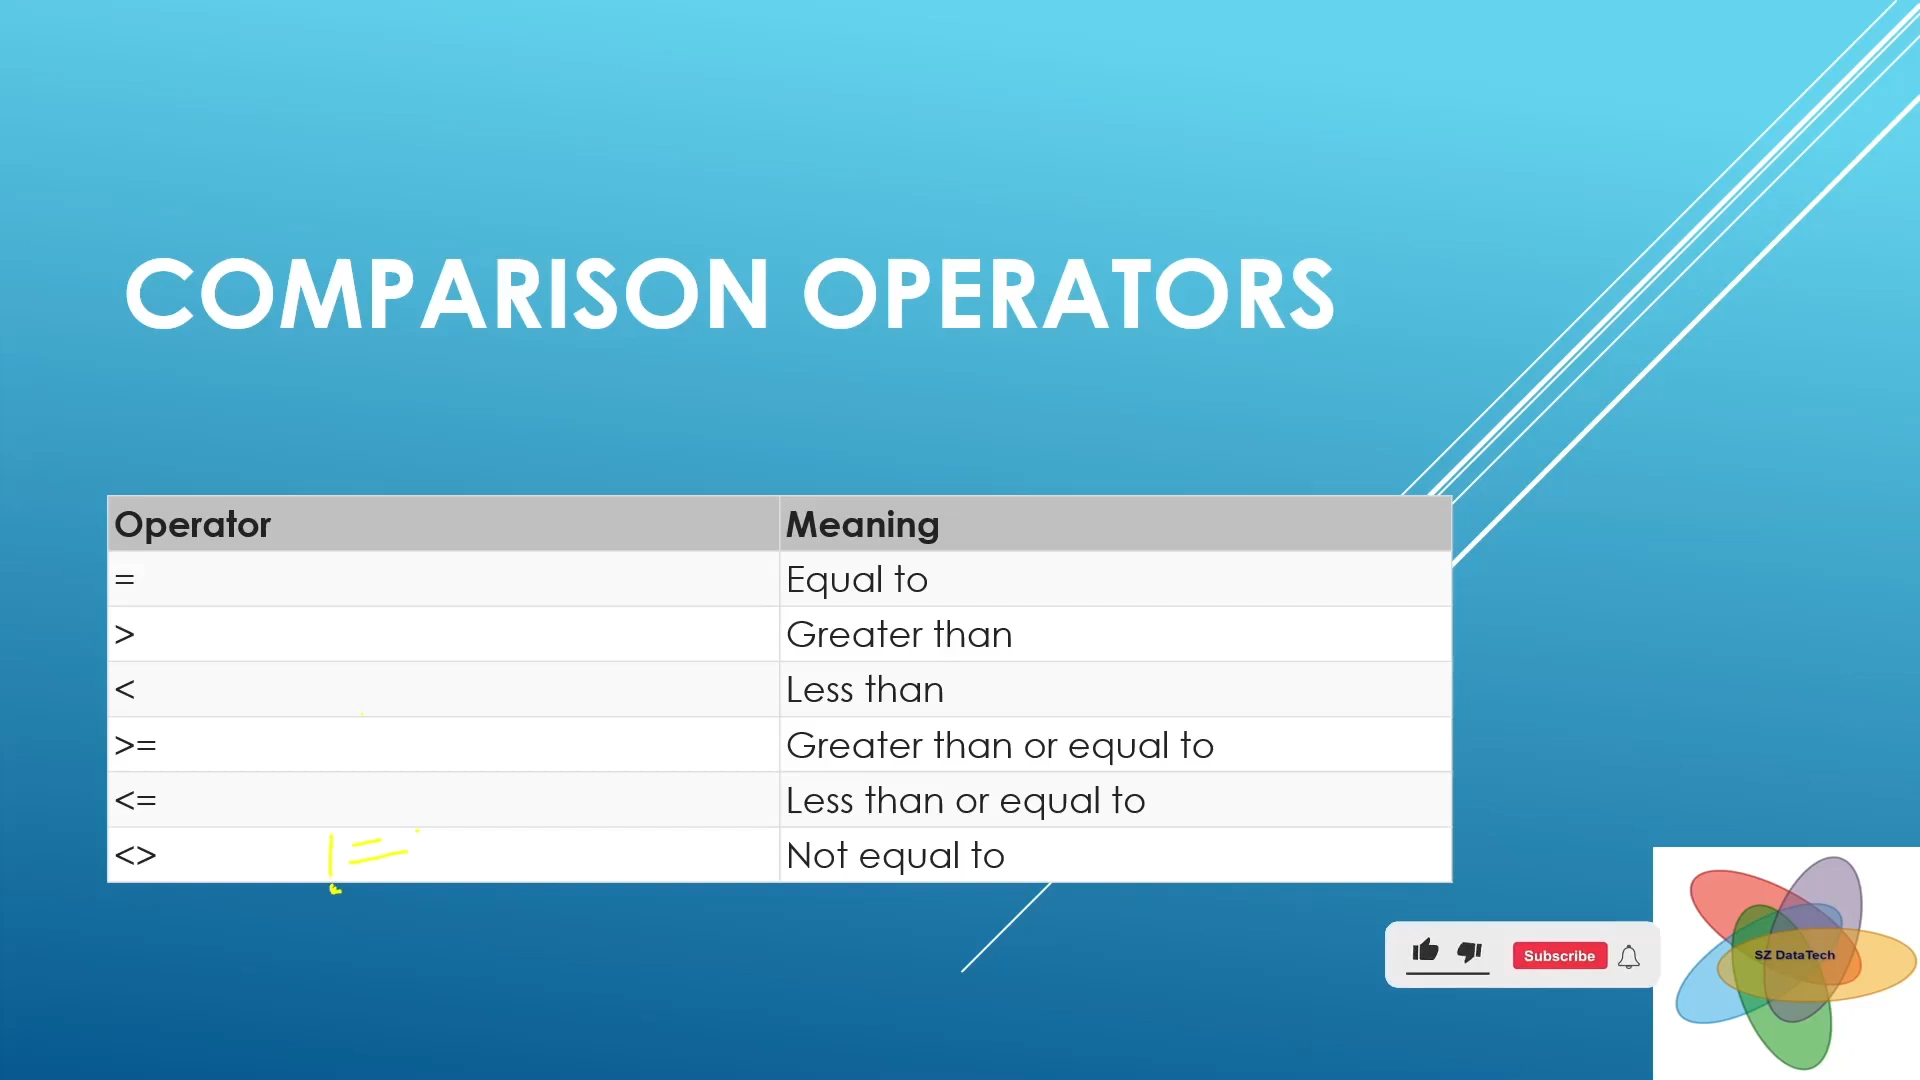 COMPARISON OPERATORS
Operator Meaning
= Equal to
> Greater than
< Less than
>= Greater than or equal to
<= Less than or equal to
<> != Not equal to
Subscribe
SZ DataTech